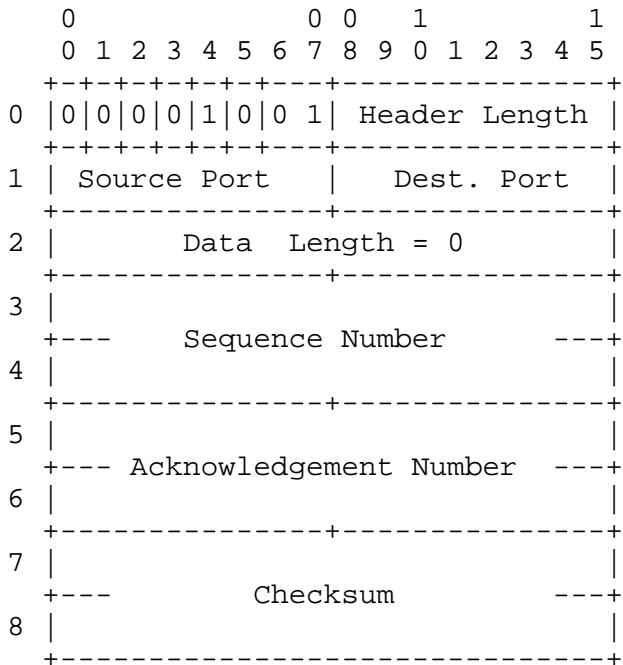 0             0 0   1         1
    0 1 2 3 4 5 6 7 8 9 0 1 2 3 4 5
   +-+-+-+-+-+-+---+---------------+
0  |0|0|0|0|1|0|0 1| Header Length |
   +-+-+-+-+-+-+---+---------------+
1  | Source Port   |   Dest. Port  |
   +---------------+---------------+
2  |       Data  Length = 0        |
   +---------------+---------------+
3  |                               |
   +---    Sequence Number      ---+
4  |                               |
   +---------------+---------------+
5  |                               |
   +--- Acknowledgement Number  ---+
6  |                               |
   +---------------+---------------+
7  |                               |
   +---        Checksum         ---+
8  |                               |
   +-------------------------------+